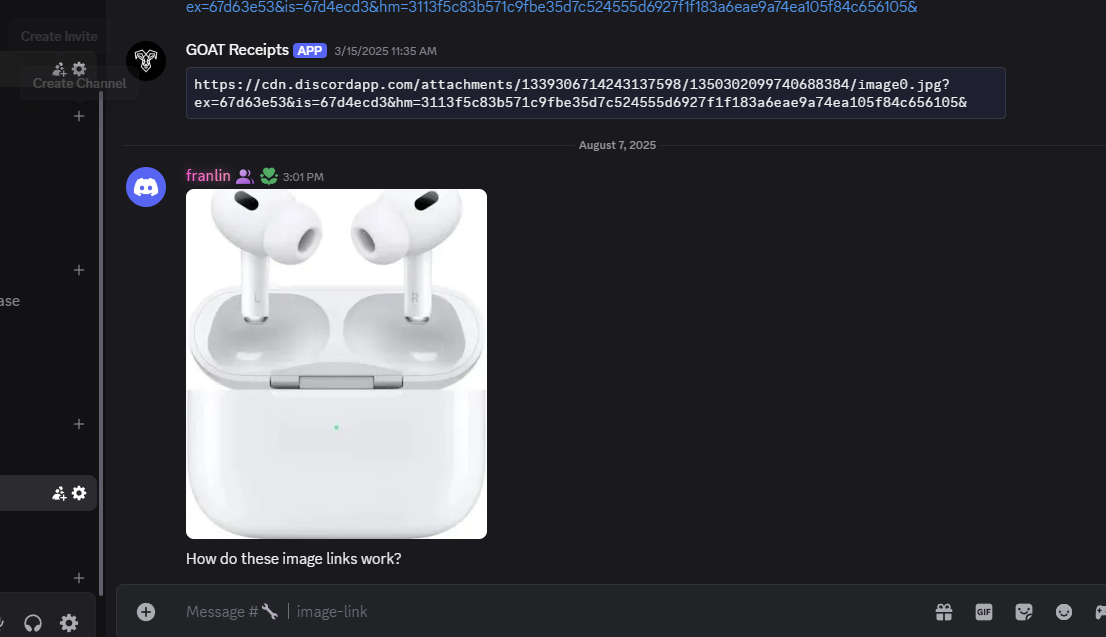 ex=67d63e53&is=67d4ecd3&hm=3113f5c83b571c9fbe35d7c524555d6927f1f183a6eae9a74ea105f84c656105&
Create Invite
GOAT Receipts APP 3/15/2025 11:35 AM
Create Channel
https://cdn.discordapp.com/attachments/1339306714243137598/1350302099740688384/image0.jpg?
ex=67d63e53&is=67d4ecd3&hm=3113f5c83b571c9fbe35d7c524555d6927f1f183a6eae9a74ea105f84c656105&
August 7, 2025
franlin 3:01 PM
L R
ase
How do these image links work?
Message # | image-link
GIF